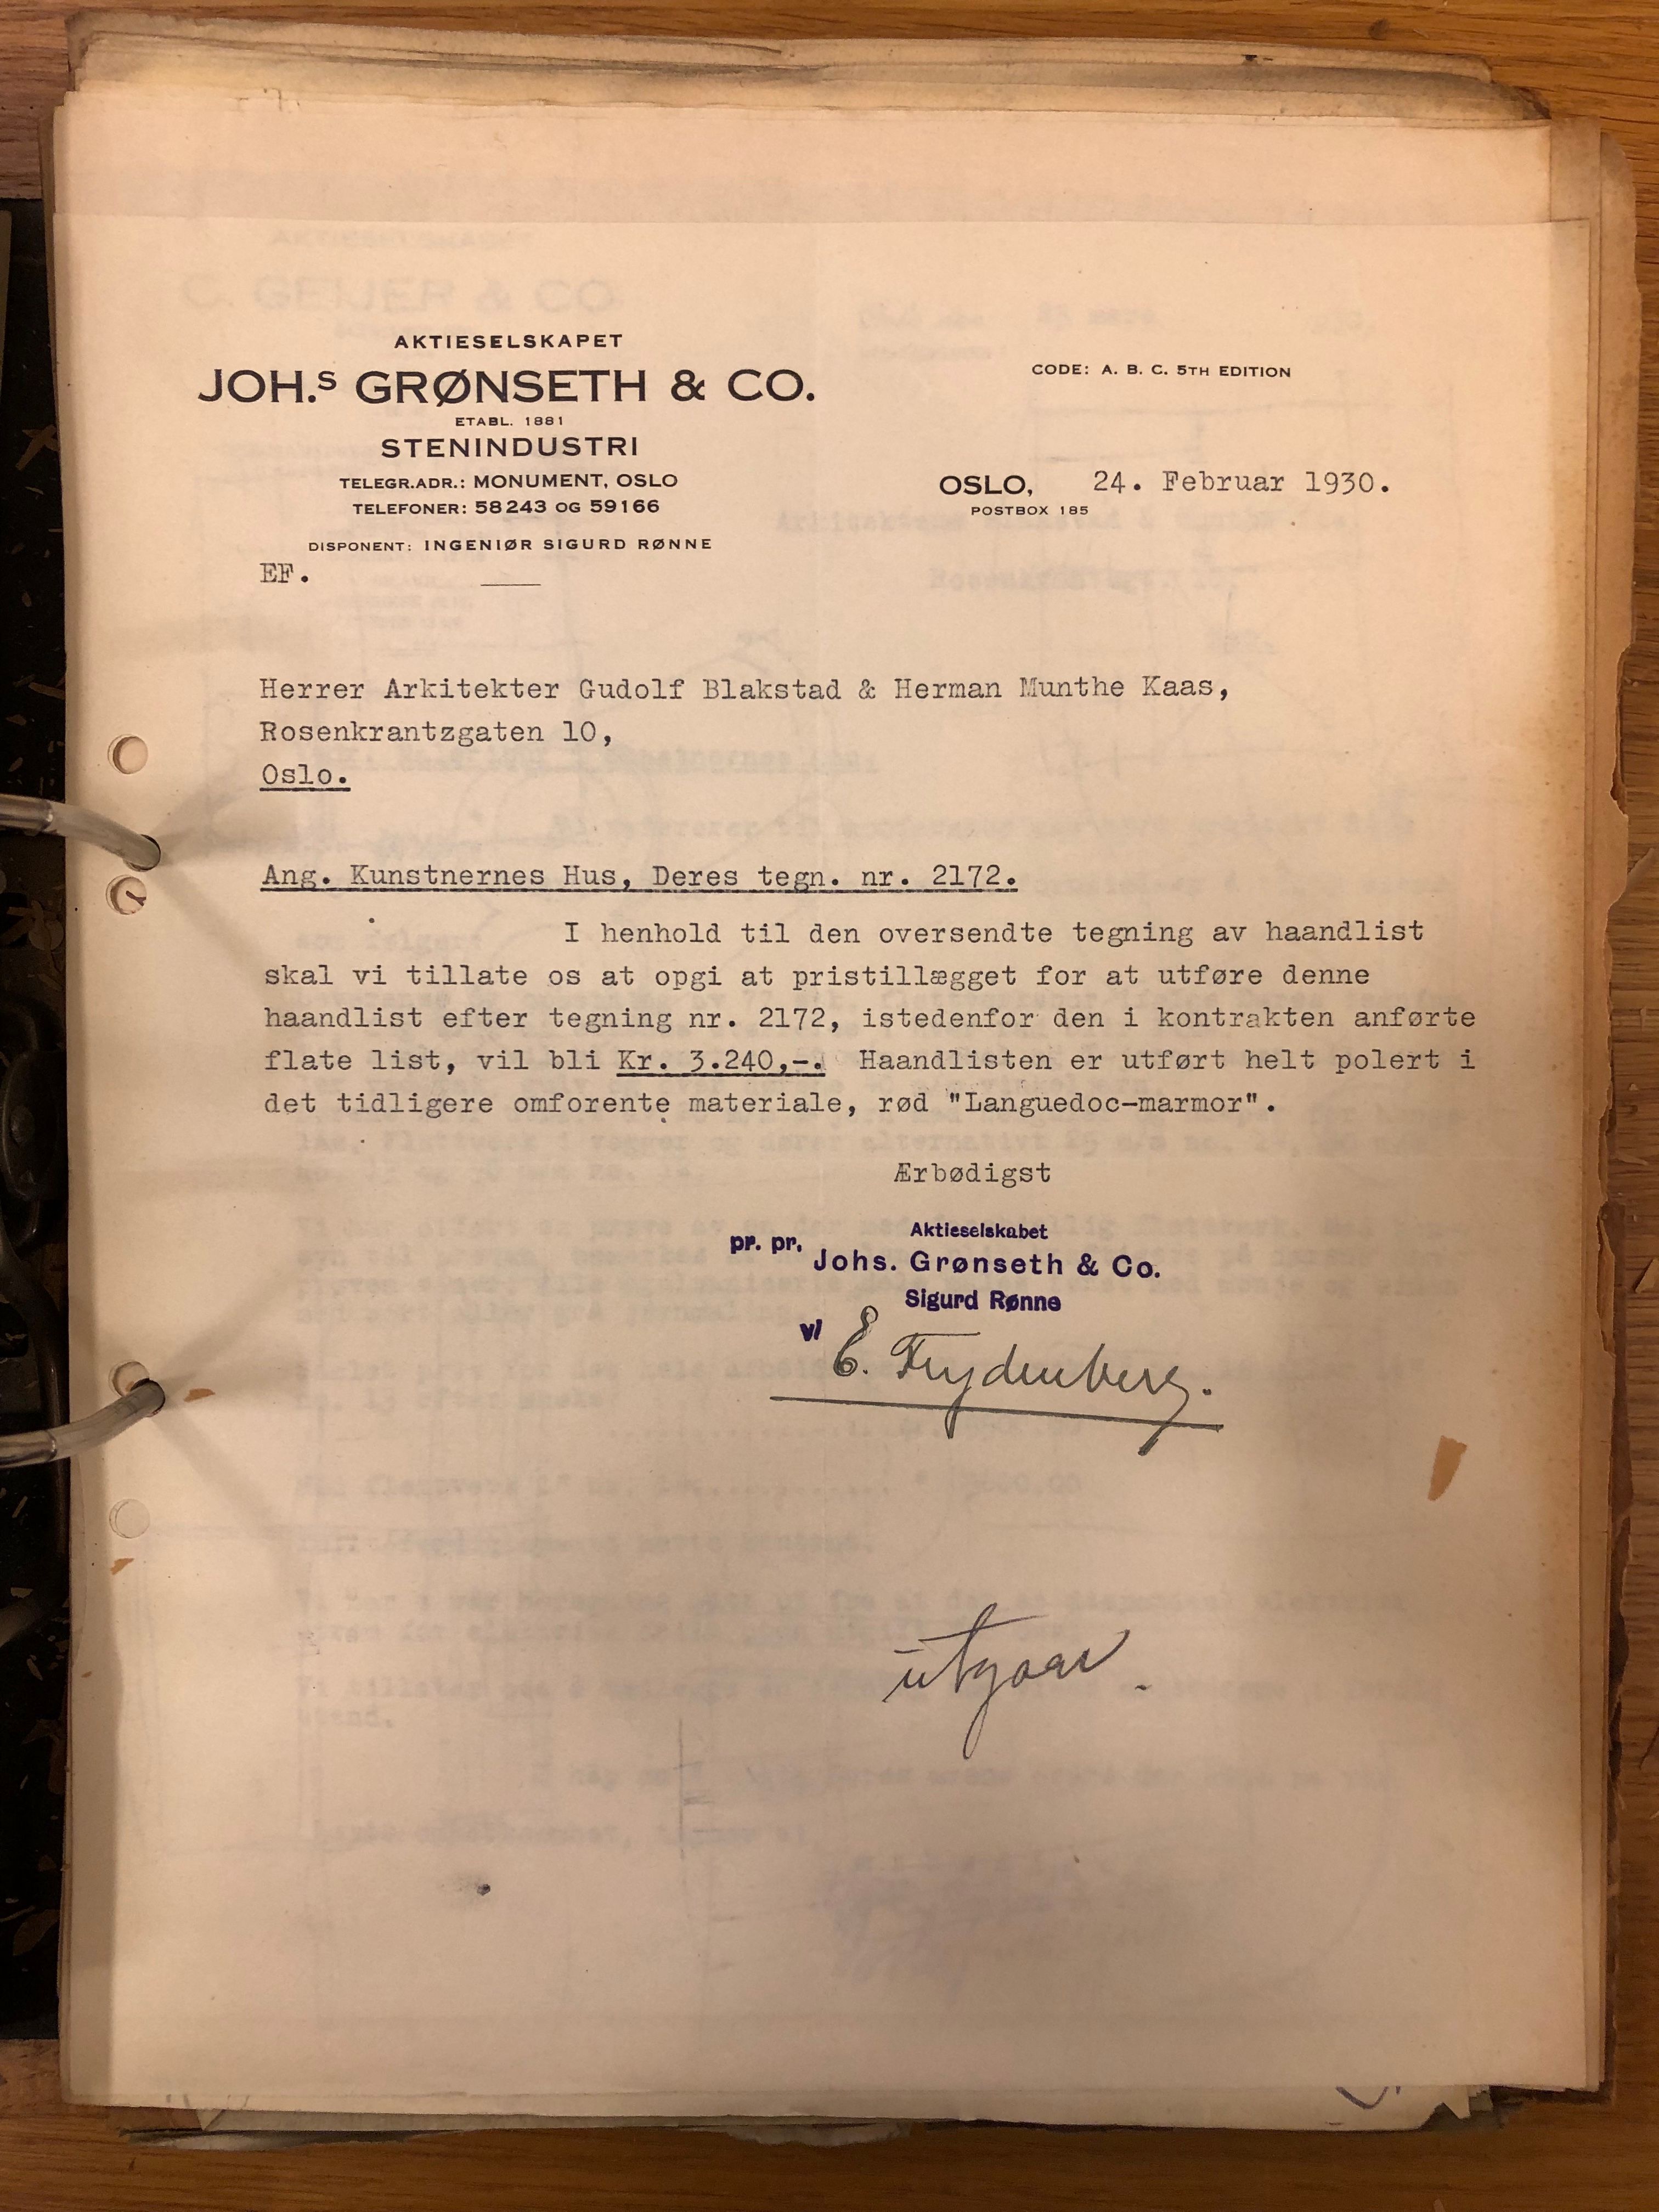 AKTIESELSKAPET
JOH.S GRØNSETH & CO.
ETABL. 1881
STENINDUSTRI
TELEGR.ADR.: MONUMENT, OSLO
TELEFONER: 58243 OG 59166
DISPONENT: INGENIØR SIGURD RØNNE
CODE: A. B. C. 5TH EDITION
OSLO, 24. Februar 1930.
POSTBOX 185
EF.
Herrer Arkitekter Gudolf Blakstad & Herman Munthe Kaas,
Rosenkrantzgaten 10,
Oslo.
Ang. Kunstnernes Hus, Deres tegn. nr. 2172.
I henhold til den oversendte tegning av haandlist
skal vi tillate os at opgi at pristillægget for at utføre denne
haandlist efter tegning nr. 2172, istedenfor den i kontrakten anførte
flate list, vil bli Kr. 3.240,-. Haandlisten er utført helt polert i
det tidligere omforente materiale, rød "Languedoc-marmor".
Ærbødigst
Aktieselskabet
pr. pr. Johs. Grønseth & Co.
Sigurd Rønne
v/ E. Frydenberg.
utgaar.